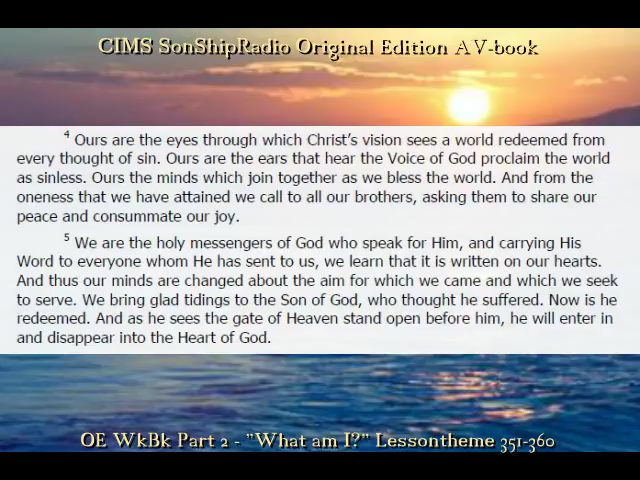 CIMS SonShipRadio Original Edition AV-book
4 Ours are the eyes through which Christ's vision sees a world redeemed from
every thought of sin. Ours are the ears that hear the Voice of God proclaim the world
as sinless. Ours the minds which join together as we bless the world. And from the
oneness that we have attained we call to all our brothers, asking them to share our
peace and consummate our joy.
5 We are the holy messengers of God who speak for Him, and carrying His
Word to everyone whom He has sent to us, we learn that it is written on our hearts.
And thus our minds are changed about the aim for which we came and which we seek
to serve. We bring glad tidings to the Son of God, who thought he suffered. Now is he
redeemed. And as he sees the gate of Heaven stand open before him, he will enter in
and disappear into the Heart of God.
OE WkBk Part 2 - "What am I?" Lessontheme 351-360